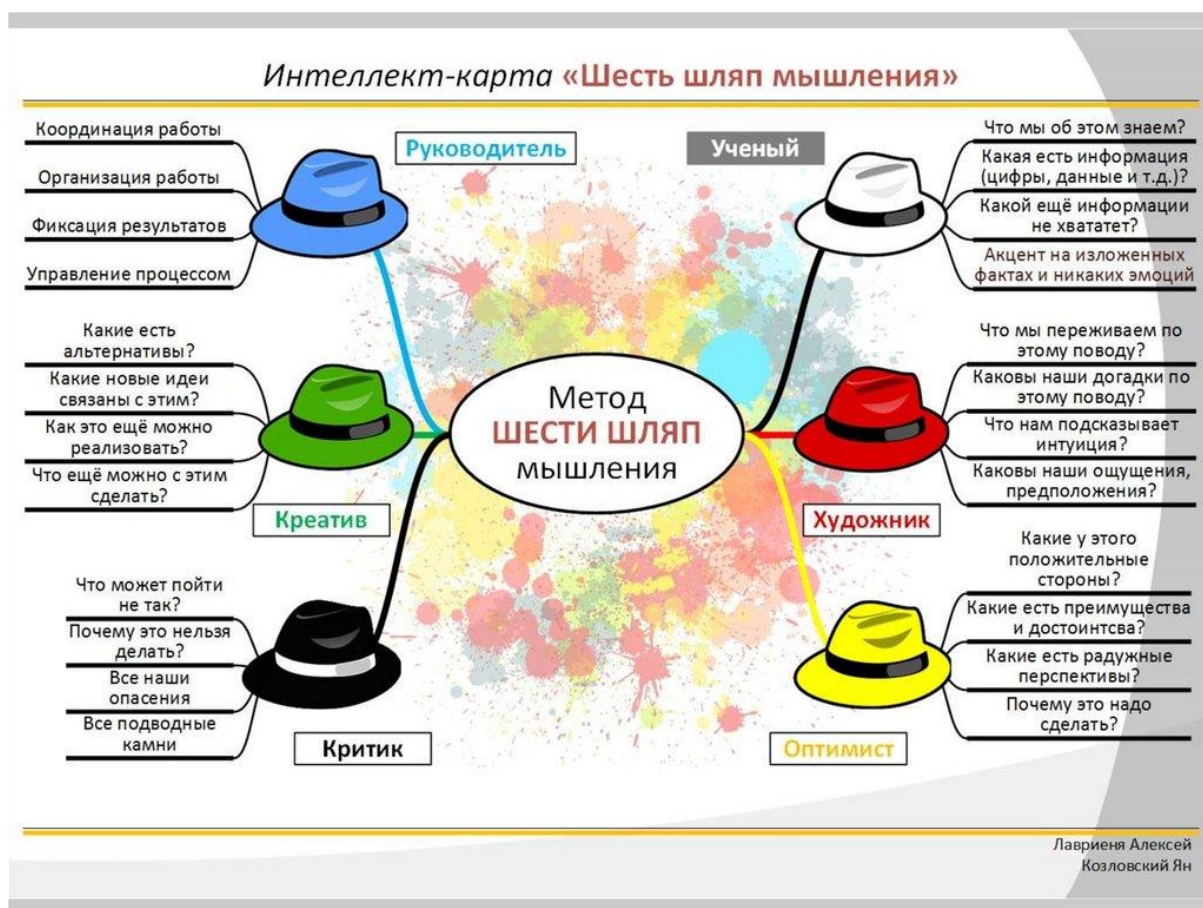 Интеллект-карта «Шесть шляп мышления»
Координация работы
Организация работы
Фиксация результатов
Управление процессом
Руководитель
Ученый
Что мы об этом знаем?
Какая есть информация
(цифры, данные и т.д.)?
Какой ещё информации
не хвататет?
Акцент на изложенных
фактах и никаких эмоций
Какие есть
альтернативы?
Какие новые идеи
связаны с этим?
Как это ещё можно
реализовать?
Что ещё можно с этим
сделать?
Креатив
Метод
ШЕСТИ ШЛЯП
мышления
Что мы переживаем по
этому поводу?
Каковы наши догадки по
этому поводу?
Что нам подсказывает
интуиция?
Каковы наши ощущения,
предположения?
Художник
Что может пойти
не так?
Почему это нельзя
делать?
Все наши
опасения
Все подводные
камни
Критик
Какие у этого
положительные
стороны?
Какие есть преимущества
и достоинтсва?
Какие есть радужные
перспективы?
Почему это надо
сделать?
Оптимист
Лавриеня Алексей
Козловский Ян